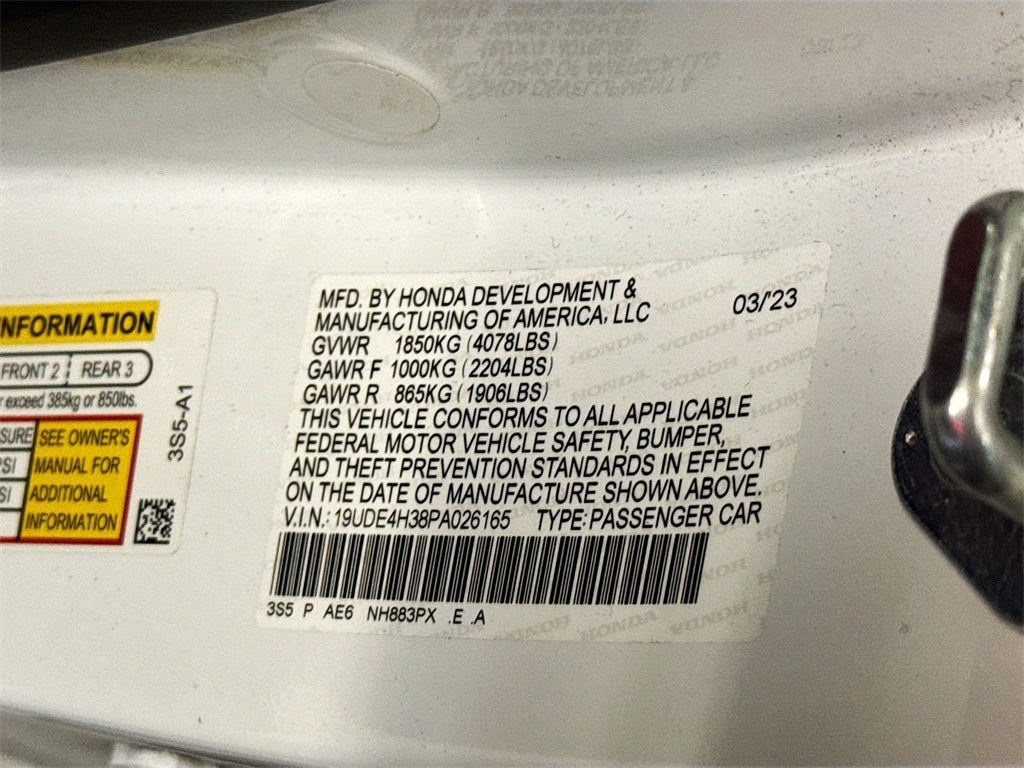 MFD. BY HONDA DEVELOPMENT &
MANUFACTURING OF AMERICA, LLC
03/'23
GVWR 1850KG (4078LBS)
GAWR F 1000KG (2204LBS)
GAWR R 865KG (1906LBS)
THIS VEHICLE CONFORMS TO ALL APPLICABLE
FEDERAL MOTOR VEHICLE SAFETY, BUMPER,
AND THEFT PREVENTION STANDARDS IN EFFECT
ON THE DATE OF MANUFACTURE SHOWN ABOVE.
V.I.N.: 19UDE4H38PA026165 TYPE: PASSENGER CAR
3S5 P AE6 NH883PX .E .A
INFORMATION
FRONT 2 REAR 3
exceed 385kg or 850lbs.
SEE OWNER'S
MANUAL FOR
ADDITIONAL
INFORMATION
3S5-A1